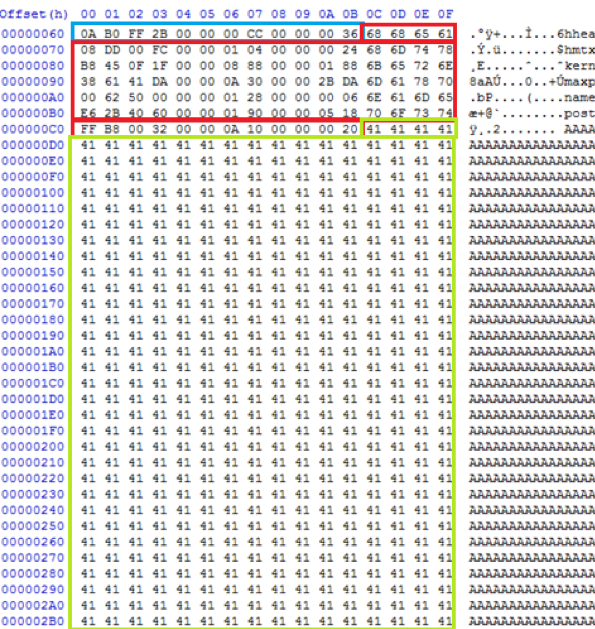 Offset(h) 00 01 02 03 04 05 06 07 08 09 0A 0B 0C 0D 0E 0F
00000060 0A B0 FF 2B 00 00 00 CC 00 00 00 36 68 68 65 61 .°ÿ+...Ì...6hhea
00000070 08 DD 00 FC 00 00 01 04 00 00 00 24 68 6D 74 78 .Ý.ü.......$hmtx
00000080 B8 45 0F 1F 00 00 08 88 00 00 01 88 6B 65 72 6E ¸E.....ˆ...ˆkern
00000090 38 61 41 DA 00 00 0A 30 00 00 2B DA 6D 61 78 70 8aAÚ...0..+Úmaxp
000000A0 00 62 50 00 00 00 01 28 00 00 00 06 6E 61 6D 65 .bP....(....name
000000B0 E6 2B 40 60 00 00 01 90 00 00 05 18 70 6F 73 74 æ+@`........post
000000C0 FF B8 00 32 00 00 0A 10 00 00 00 20 41 41 41 41 ÿ¸.2....... AAAA
000000D0 41 41 41 41 41 41 41 41 41 41 41 41 41 41 41 41 AAAAAAAAAAAAAAAA
000000E0 41 41 41 41 41 41 41 41 41 41 41 41 41 41 41 41 AAAAAAAAAAAAAAAA
000000F0 41 41 41 41 41 41 41 41 41 41 41 41 41 41 41 41 AAAAAAAAAAAAAAAA
00000100 41 41 41 41 41 41 41 41 41 41 41 41 41 41 41 41 AAAAAAAAAAAAAAAA
00000110 41 41 41 41 41 41 41 41 41 41 41 41 41 41 41 41 AAAAAAAAAAAAAAAA
00000120 41 41 41 41 41 41 41 41 41 41 41 41 41 41 41 41 AAAAAAAAAAAAAAAA
00000130 41 41 41 41 41 41 41 41 41 41 41 41 41 41 41 41 AAAAAAAAAAAAAAAA
00000140 41 41 41 41 41 41 41 41 41 41 41 41 41 41 41 41 AAAAAAAAAAAAAAAA
00000150 41 41 41 41 41 41 41 41 41 41 41 41 41 41 41 41 AAAAAAAAAAAAAAAA
00000160 41 41 41 41 41 41 41 41 41 41 41 41 41 41 41 41 AAAAAAAAAAAAAAAA
00000170 41 41 41 41 41 41 41 41 41 41 41 41 41 41 41 41 AAAAAAAAAAAAAAAA
00000180 41 41 41 41 41 41 41 41 41 41 41 41 41 41 41 41 AAAAAAAAAAAAAAAA
00000190 41 41 41 41 41 41 41 41 41 41 41 41 41 41 41 41 AAAAAAAAAAAAAAAA
000001A0 41 41 41 41 41 41 41 41 41 41 41 41 41 41 41 41 AAAAAAAAAAAAAAAA
000001B0 41 41 41 41 41 41 41 41 41 41 41 41 41 41 41 41 AAAAAAAAAAAAAAAA
000001C0 41 41 41 41 41 41 41 41 41 41 41 41 41 41 41 41 AAAAAAAAAAAAAAAA
000001D0 41 41 41 41 41 41 41 41 41 41 41 41 41 41 41 41 AAAAAAAAAAAAAAAA
000001E0 41 41 41 41 41 41 41 41 41 41 41 41 41 41 41 41 AAAAAAAAAAAAAAAA
000001F0 41 41 41 41 41 41 41 41 41 41 41 41 41 41 41 41 AAAAAAAAAAAAAAAA
00000200 41 41 41 41 41 41 41 41 41 41 41 41 41 41 41 41 AAAAAAAAAAAAAAAA
00000210 41 41 41 41 41 41 41 41 41 41 41 41 41 41 41 41 AAAAAAAAAAAAAAAA
00000220 41 41 41 41 41 41 41 41 41 41 41 41 41 41 41 41 AAAAAAAAAAAAAAAA
00000230 41 41 41 41 41 41 41 41 41 41 41 41 41 41 41 41 AAAAAAAAAAAAAAAA
00000240 41 41 41 41 41 41 41 41 41 41 41 41 41 41 41 41 AAAAAAAAAAAAAAAA
00000250 41 41 41 41 41 41 41 41 41 41 41 41 41 41 41 41 AAAAAAAAAAAAAAAA
00000260 41 41 41 41 41 41 41 41 41 41 41 41 41 41 41 41 AAAAAAAAAAAAAAAA
00000270 41 41 41 41 41 41 41 41 41 41 41 41 41 41 41 41 AAAAAAAAAAAAAAAA
00000280 41 41 41 41 41 41 41 41 41 41 41 41 41 41 41 41 AAAAAAAAAAAAAAAA
00000290 41 41 41 41 41 41 41 41 41 41 41 41 41 41 41 41 AAAAAAAAAAAAAAAA
000002A0 41 41 41 41 41 41 41 41 41 41 41 41 41 41 41 41 AAAAAAAAAAAAAAAA
000002B0 41 41 41 41 41 41 41 41 41 41 41 41 41 41 41 41 AAAAAAAAAAAAAAAA